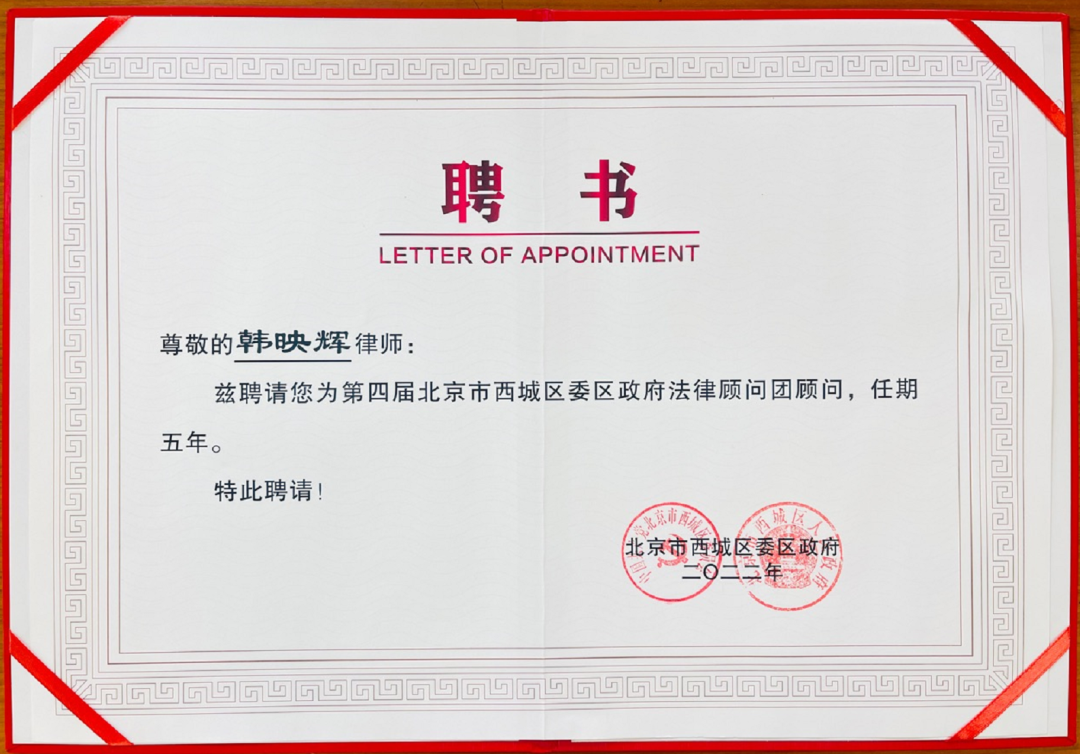 聘 书
LETTER OF APPOINTMENT
尊敬的韩映辉律师：
兹聘请您为第四届北京市西城区委区政府法律顾问团顾问，任期
五年。
特此聘请！
北京市西城区委区政府
二〇二二年